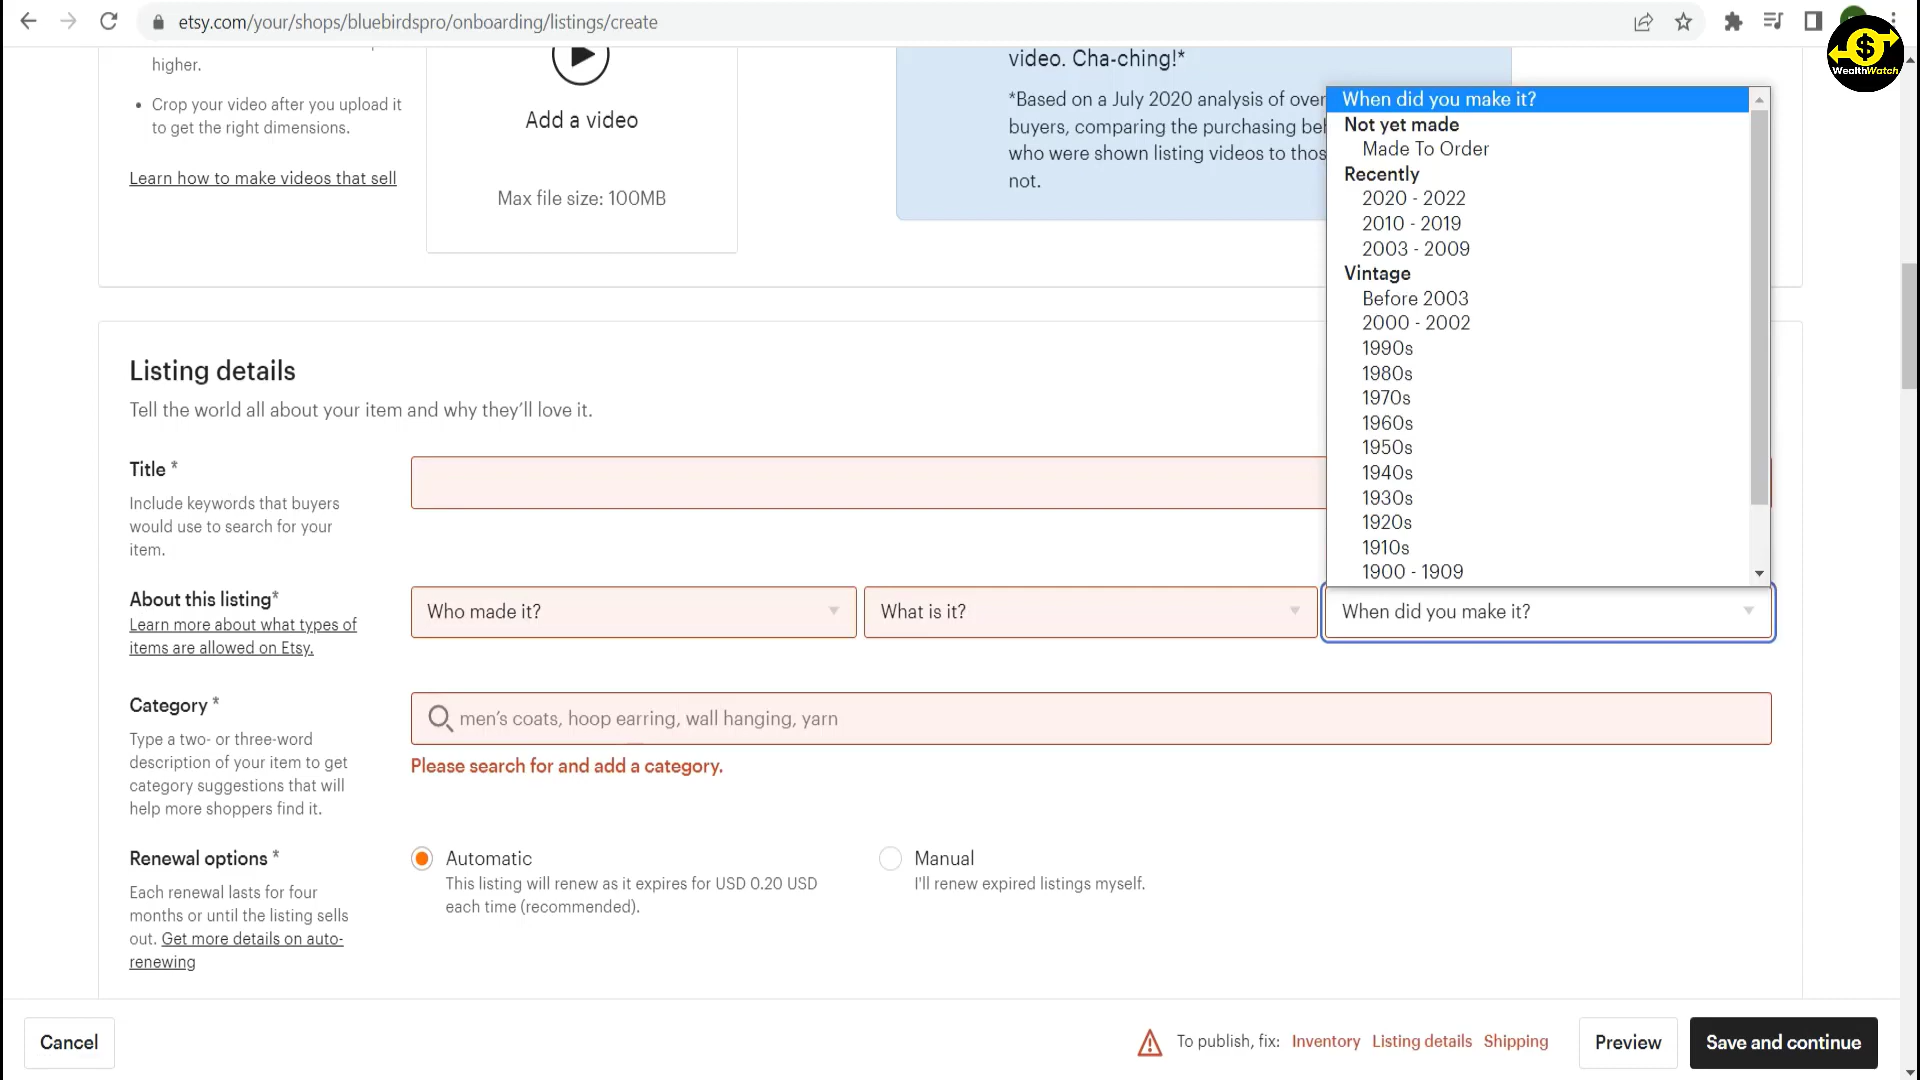 etsy.com/your/shops/bluebirdspro/onboarding/listings/create
WealthWatch
higher.
• Crop your video after you upload it
to get the right dimensions.
Learn how to make videos that sell
Add a video
Max file size: 100MB
video. Cha-ching!*
*Based on a July 2020 analysis of over
buyers, comparing the purchasing beh
who were shown listing videos to thos
not.
When did you make it?
Not yet made
Made To Order
Recently
2020 - 2022
2010 - 2019
2003 - 2009
Vintage
Before 2003
2000 - 2002
1990s
1980s
1970s
1960s
1950s
1940s
1930s
1920s
1910s
1900 - 1909
Listing details
Tell the world all about your item and why they'll love it.
Title *
Include keywords that buyers
would use to search for your
item.
About this listing*
Learn more about what types of
items are allowed on Etsy.
Who made it?
What is it?
When did you make it?
Category *
Type a two- or three-word
description of your item to get
category suggestions that will
help more shoppers find it.
men's coats, hoop earring, wall hanging, yarn
Please search for and add a category.
Renewal options *
Each renewal lasts for four
months or until the listing sells
out. Get more details on auto-
renewing
Automatic
This listing will renew as it expires for USD 0.20 USD
each time (recommended).
Manual
I'll renew expired listings myself.
Cancel
To publish, fix: Inventory Listing details Shipping
Preview
Save and continue